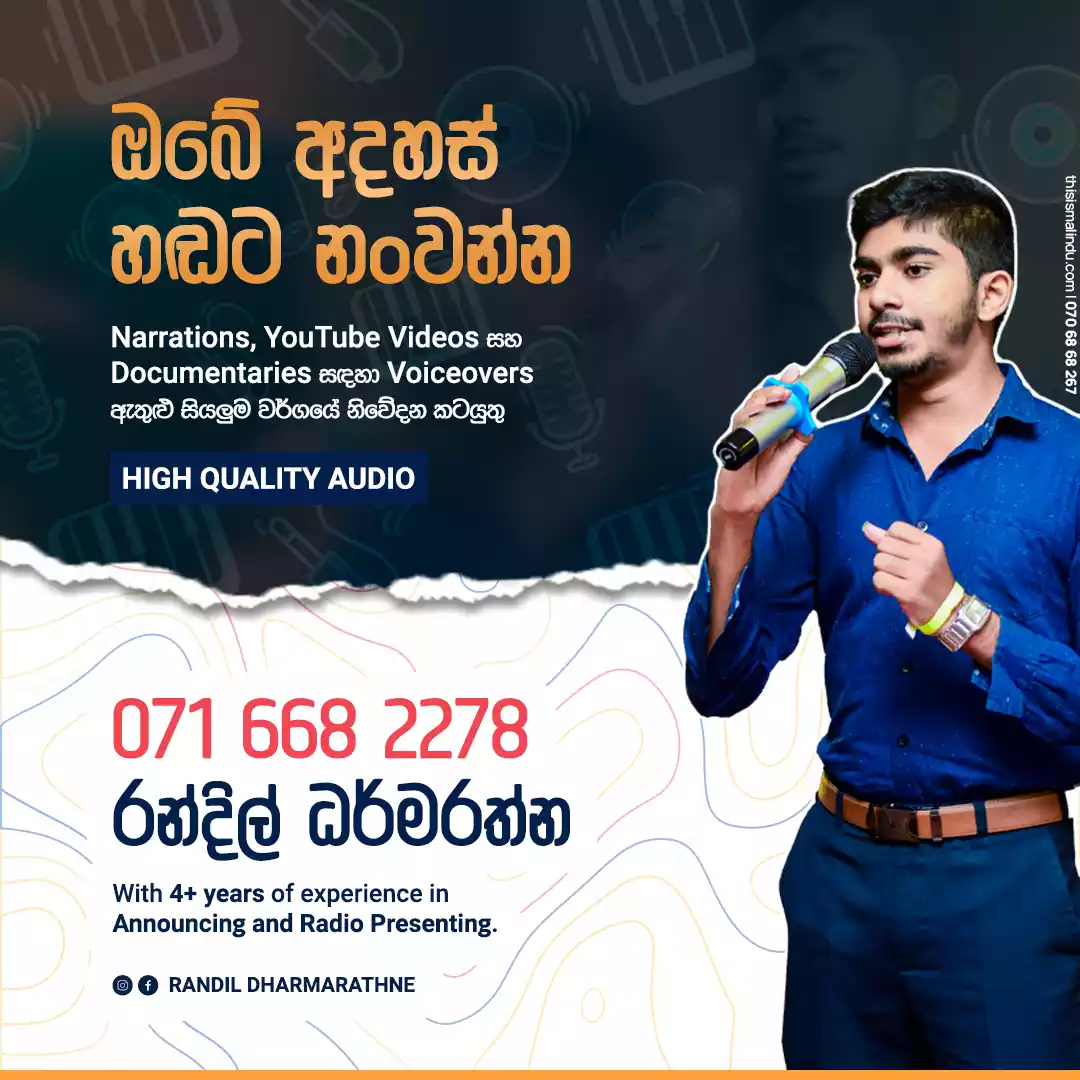 ඔබේ අදහස්
හඬට නංවන්න
Narrations, YouTube Videos සහ
Documentaries සඳහා Voiceovers
ඇතුළු සියලුම වර්ගයේ නිවේදන කටයුතු
HIGH QUALITY AUDIO
071 668 2278
රන්දිල් ධර්මරත්න
With 4+ years of experience in
Announcing and Radio Presenting.
RANDIL DHARMARATHNE
thisismalindu.com | 070 68 68 267